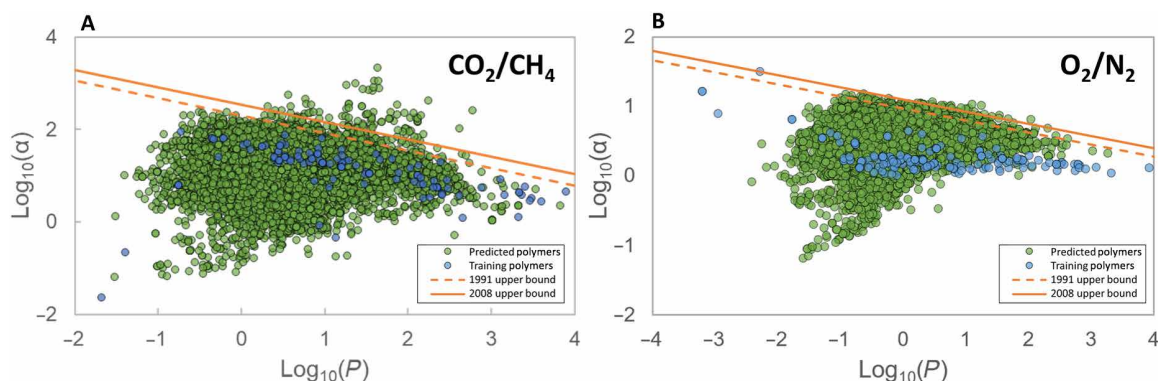 A
4
2
0
−2
−2
−1
0
1
2
3
4
Log10(α)
Log10(P)
CO2/CH4
Predicted polymers
Training polymers
1991 upper bound
2008 upper bound
B
2
1
0
−1
−2
−4
−3
−2
−1
0
1
2
3
4
Log10(α)
Log10(P)
O2/N2
Predicted polymers
Training polymers
1991 upper bound
2008 upper bound